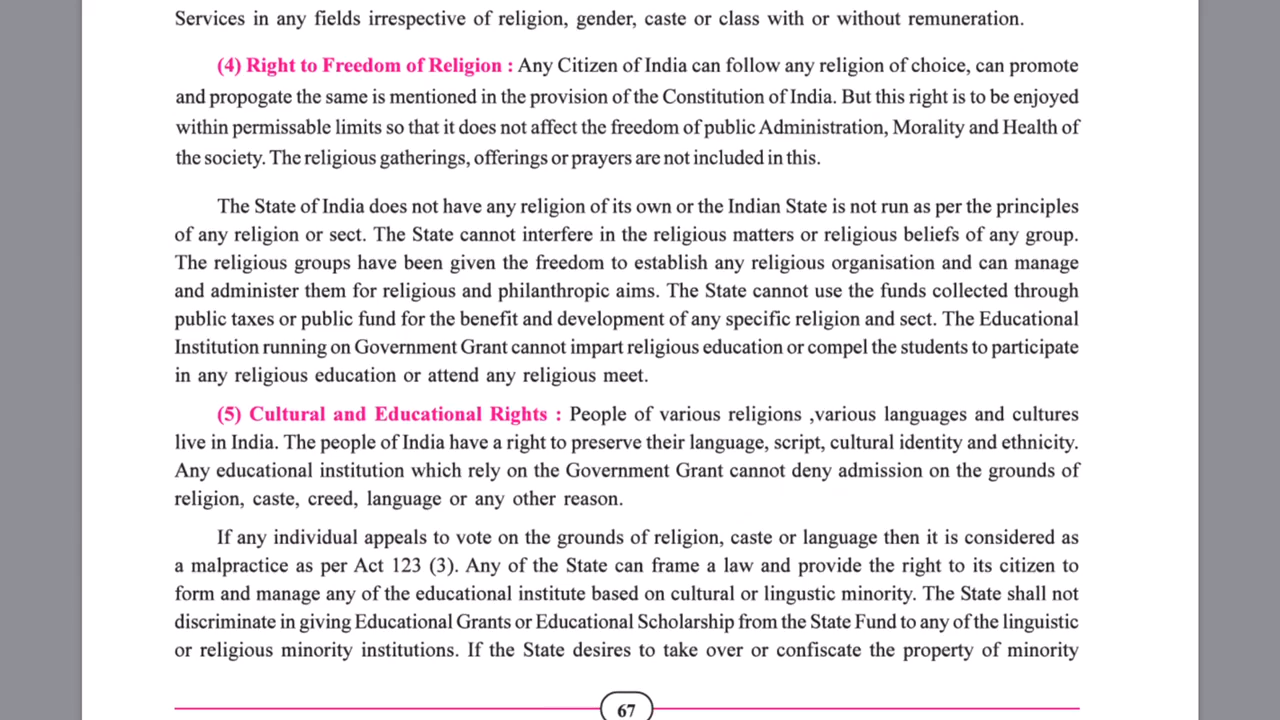 Services in any fields irrespective of religion, gender, caste or class with or without remuneration.
(4) Right to Freedom of Religion : Any Citizen of India can follow any religion of choice, can promote
and propogate the same is mentioned in the provision of the Constitution of India. But this right is to be enjoyed
within permissable limits so that it does not affect the freedom of public Administration, Morality and Health of
the society. The religious gatherings, offerings or prayers are not included in this.
The State of India does not have any religion of its own or the Indian State is not run as per the principles
of any religion or sect. The State cannot interfere in the religious matters or religious beliefs of any group.
The religious groups have been given the freedom to establish any religious organisation and can manage
and administer them for religious and philanthropic aims. The State cannot use the funds collected through
public taxes or public fund for the benefit and development of any specific religion and sect. The Educational
Institution running on Government Grant cannot impart religious education or compel the students to participate
in any religious education or attend any religious meet.
(5) Cultural and Educational Rights : People of various religions ,various languages and cultures
live in India. The people of India have a right to preserve their language, script, cultural identity and ethnicity.
Any educational institution which rely on the Government Grant cannot deny admission on the grounds of
religion, caste, creed, language or any other reason.
If any individual appeals to vote on the grounds of religion, caste or language then it is considered as
a malpractice as per Act 123 (3). Any of the State can frame a law and provide the right to its citizen to
form and manage any of the educational institute based on cultural or lingustic minority. The State shall not
discriminate in giving Educational Grants or Educational Scholarship from the State Fund to any of the linguistic
or religious minority institutions. If the State desires to take over or confiscate the property of minority
67